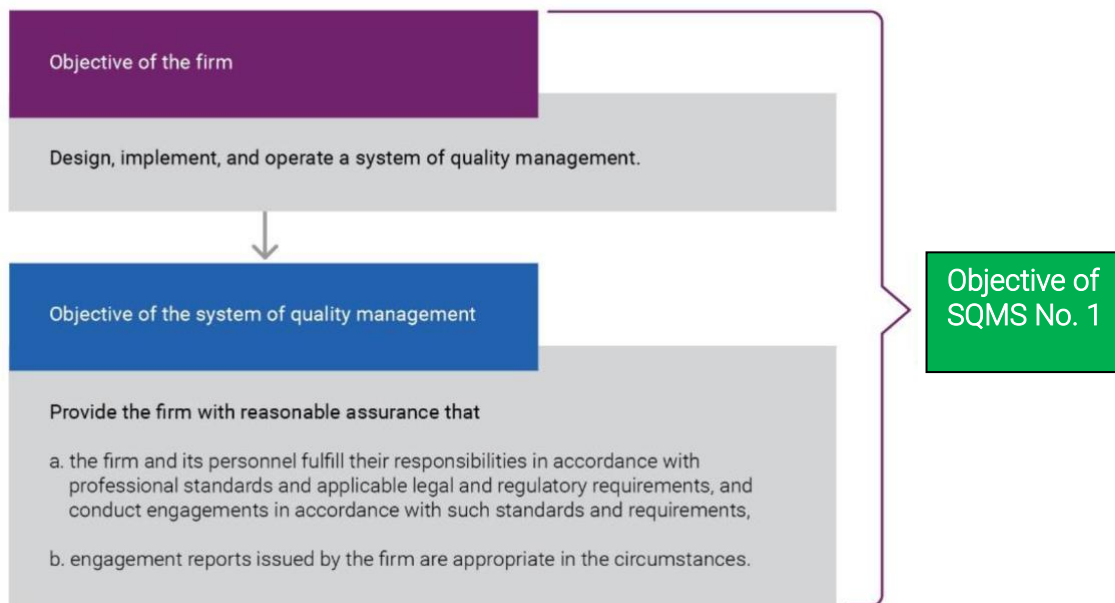 Objective of the firm
Design, implement, and operate a system of quality management.
Objective of the system of quality management
Provide the firm with reasonable assurance that
a. the firm and its personnel fulfill their responsibilities in accordance with
professional standards and applicable legal and regulatory requirements, and
conduct engagements in accordance with such standards and requirements,
b. engagement reports issued by the firm are appropriate in the circumstances.
Objective of
SQMS No. 1